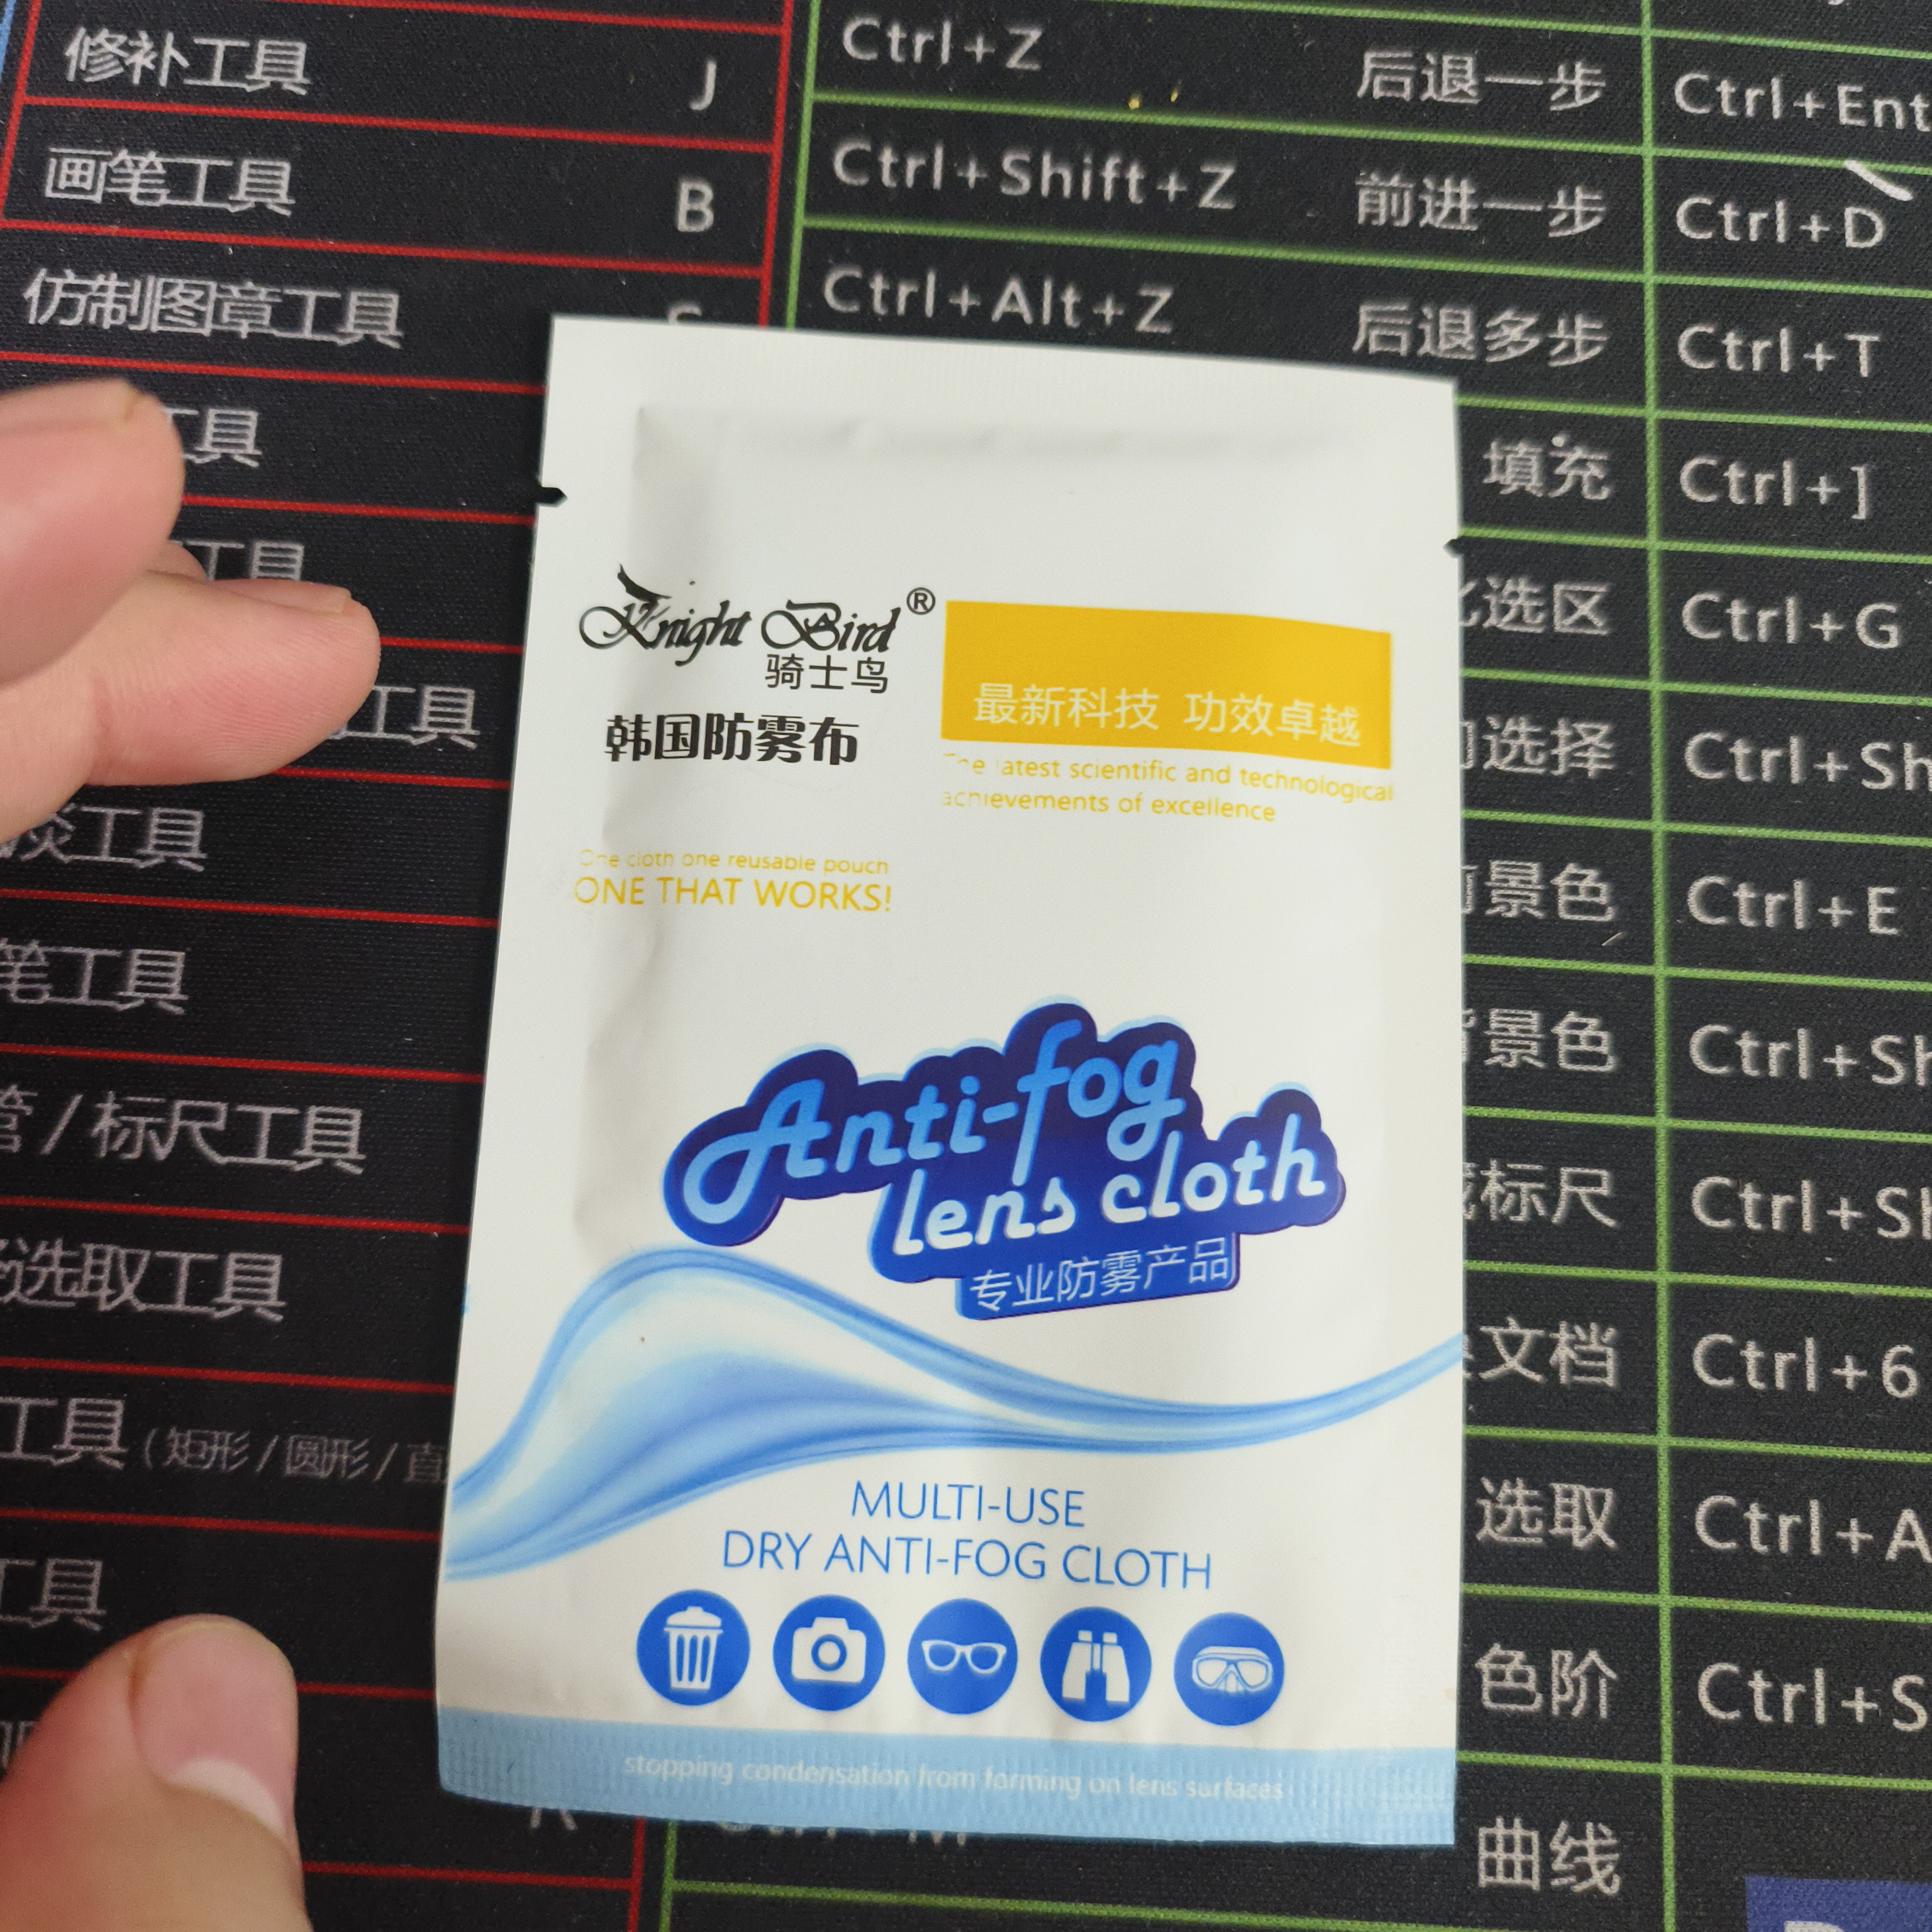 修补工具 J
画笔工具 B
仿制图章工具
工具
工具
工具
淡工具
笔工具
管 / 标尺工具
选取工具
工具 (矩形 / 圆形 / 直
工具
Ctrl+Z 后退一步
Ctrl+Shift+Z 前进一步
Ctrl+Alt+Z 后退多步
填充
选区
选择
前景色
背景色
标尺
文档
选取
色阶
曲线
Ctrl+Ent
Ctrl+D
Ctrl+T
Ctrl+]
Ctrl+G
Ctrl+Sh
Ctrl+E
Ctrl+Sh
Ctrl+S
Ctrl+6
Ctrl+A
Ctrl+S
Knight Bird®
骑士鸟
韩国防雾布
最新科技 功效卓越
The latest scientific and technological
achievements of excellence
One cloth one reusable pouch
ONE THAT WORKS!
Anti-fog
lens cloth
专业防雾产品
MULTI-USE
DRY ANTI-FOG CLOTH
stopping condensation from forming on lens surfaces